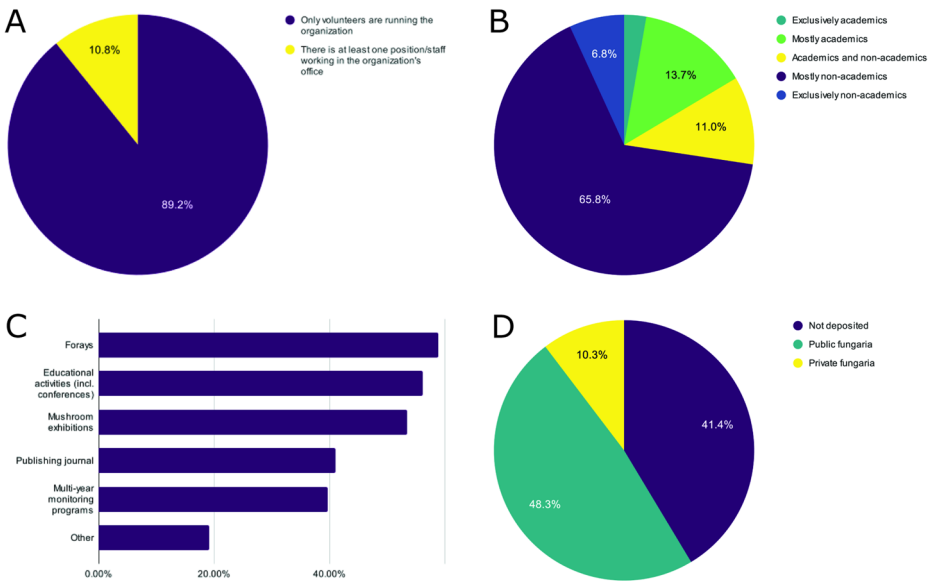 A
10.8%
89.2%
Only volunteers are running the
organization
There is at least one position/staff
working in the organization's
office
B
6.8%
13.7%
11.0%
65.8%
Exclusively academics
Mostly academics
Academics and non-academics
Mostly non-academics
Exclusively non-academics
C
Forays
Educational
activities (incl.
conferences)
Mushroom
exhibitions
Publishing journal
Multi-year
monitoring
programs
Other
0.00%
20.00%
40.00%
D
10.3%
41.4%
48.3%
Not deposited
Public fungaria
Private fungaria